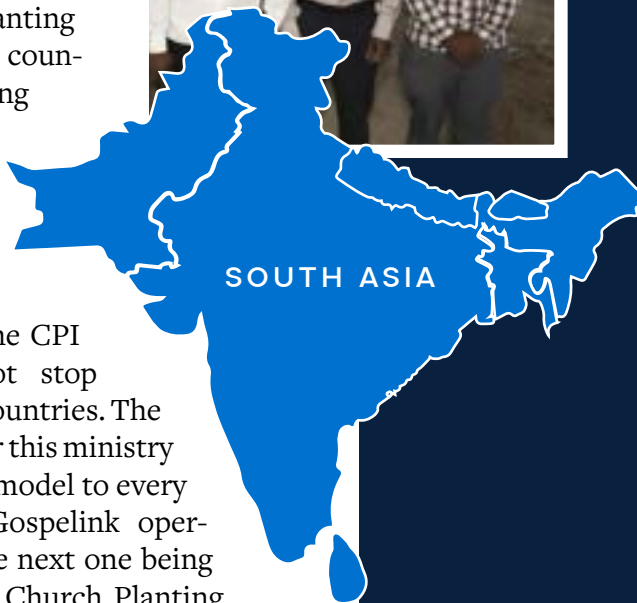 anting
coun-
ng
SOUTH ASIA
ne CPI
ot stop
ountries. The
r this ministry
model to every
Gospelink oper-
e next one being
Church Planting